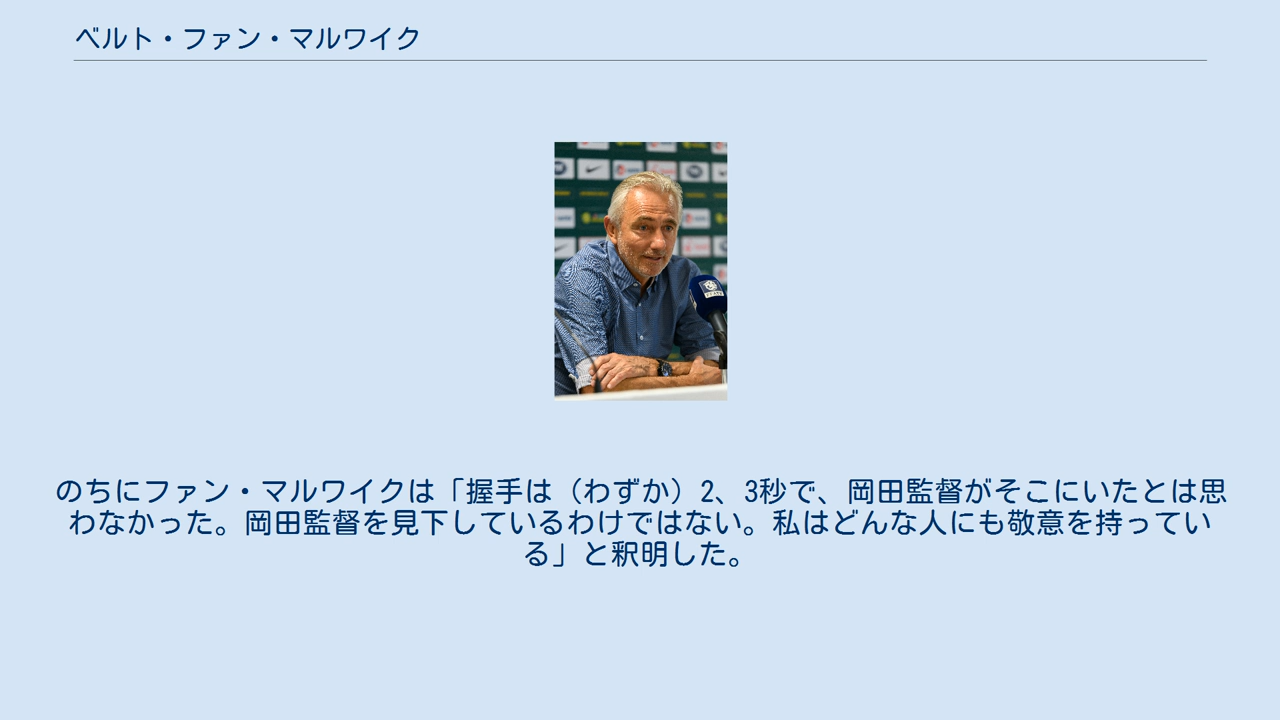 ベルト・ファン・マルワイク
のちにファン・マルワイクは「握手は（わずか）2、3秒で、岡田監督がそこにいたとは思
わなかった。岡田監督を見下しているわけではない。私はどんな人にも敬意を持ってい
る」と釈明した。